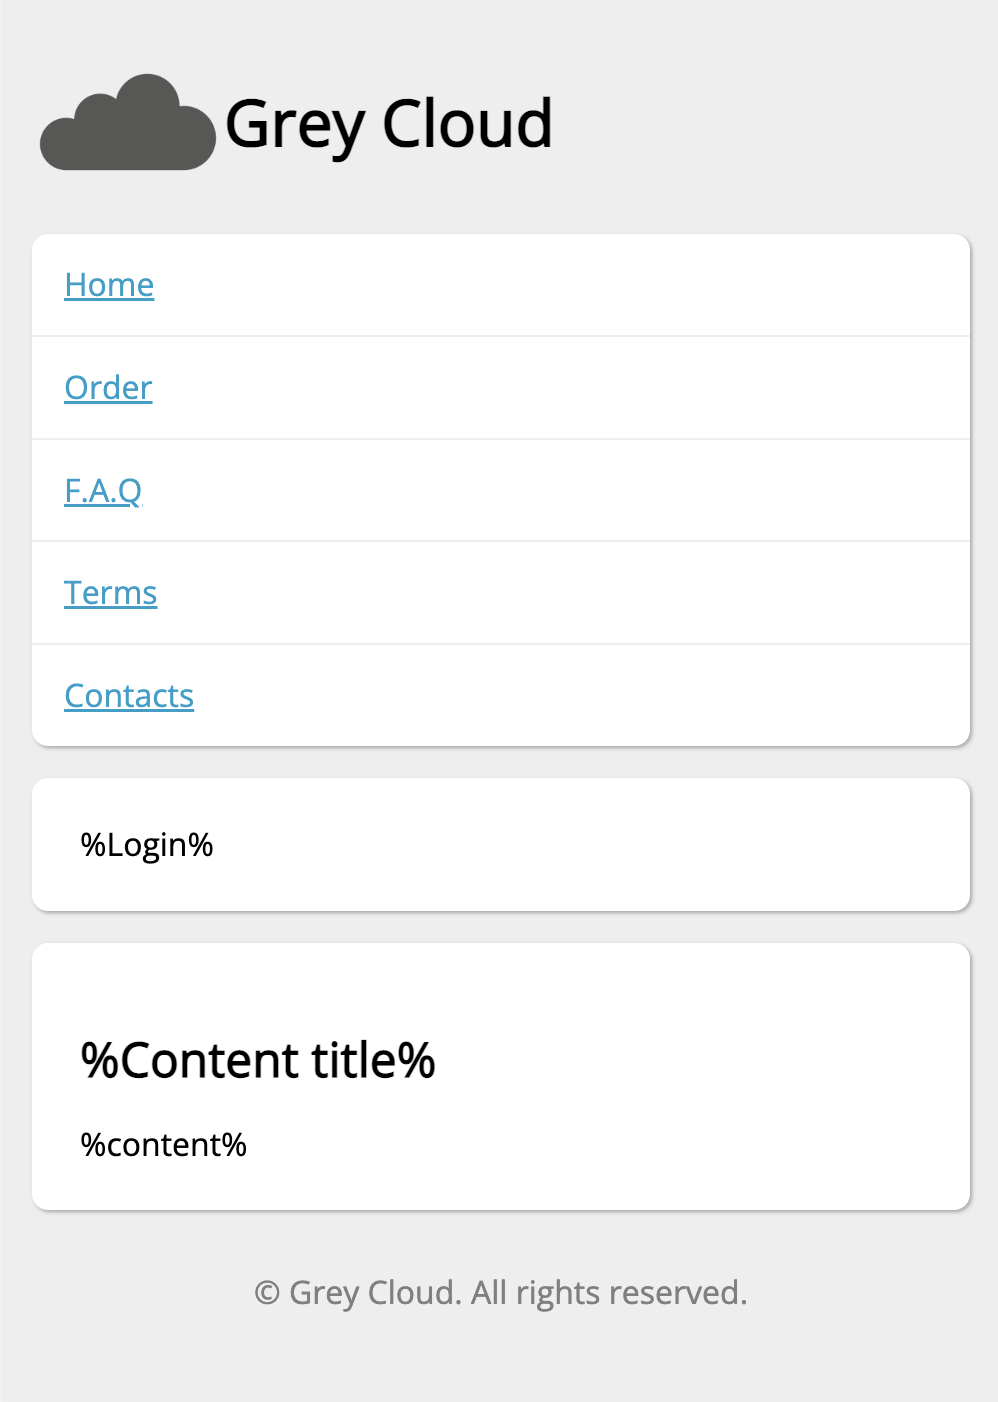 Grey Cloud
Home
Order
F.A.Q
Terms
Contacts
%Login%
%Content title%
%content%
© Grey Cloud. All rights reserved.